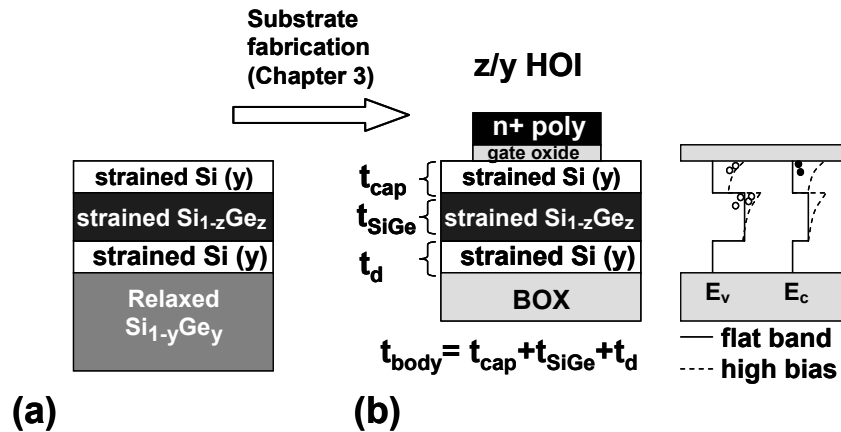 Substrate
fabrication
(Chapter 3)
z/y HOI
n+ poly
gate oxide
strained Si (y)
strained Si1-zGez
strained Si (y)
Relaxed
Si1-yGey
tcap
tSiGe
td
strained Si (y)
strained Si1-zGez
strained Si (y)
BOX
Ev
Ec
flat band
high bias
tbody= tcap+tSiGe+td
(a)
(b)